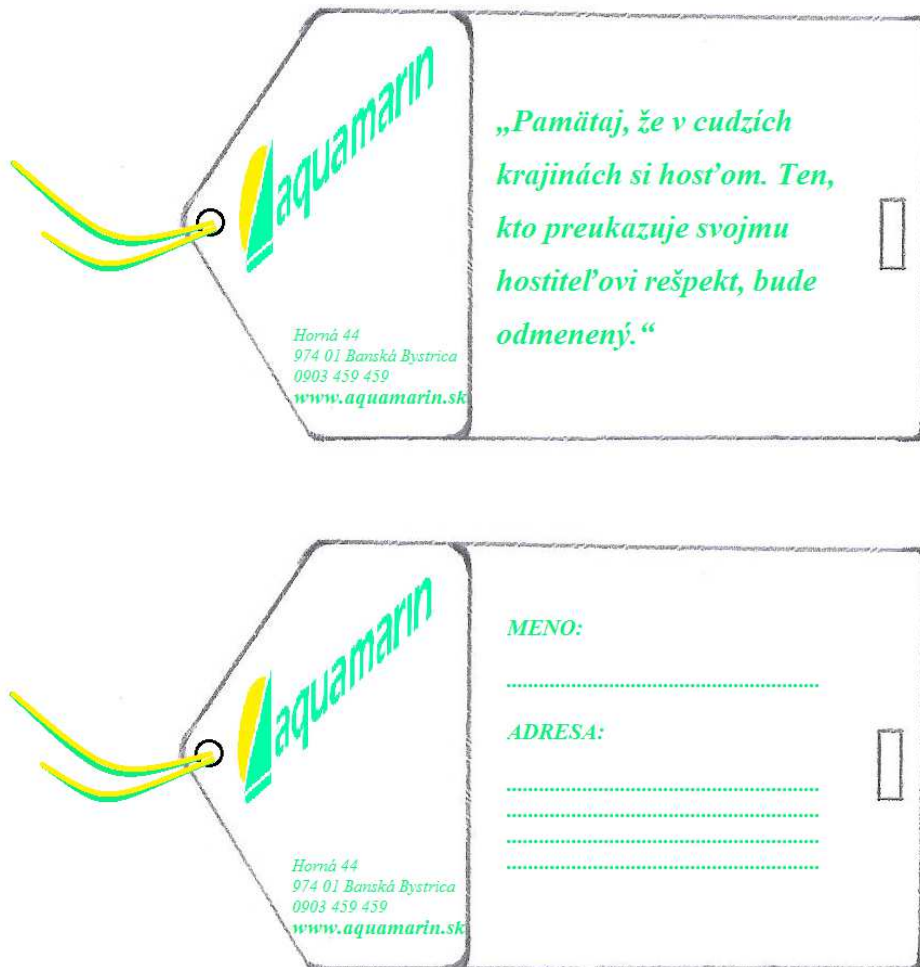 aquamarin
Horná 44
974 01 Banská Bystrica
0903 459 459
www.aquamarin.sk
„Pamätaj, že v cudzích
krajinách si hosťom. Ten,
kto preukazuje svojmu
hostiteľovi rešpekt, bude
odmenený.“
aquamarin
Horná 44
974 01 Banská Bystrica
0903 459 459
www.aquamarin.sk
MENO:
........................................................
ADRESA:
........................................................
........................................................
........................................................
........................................................